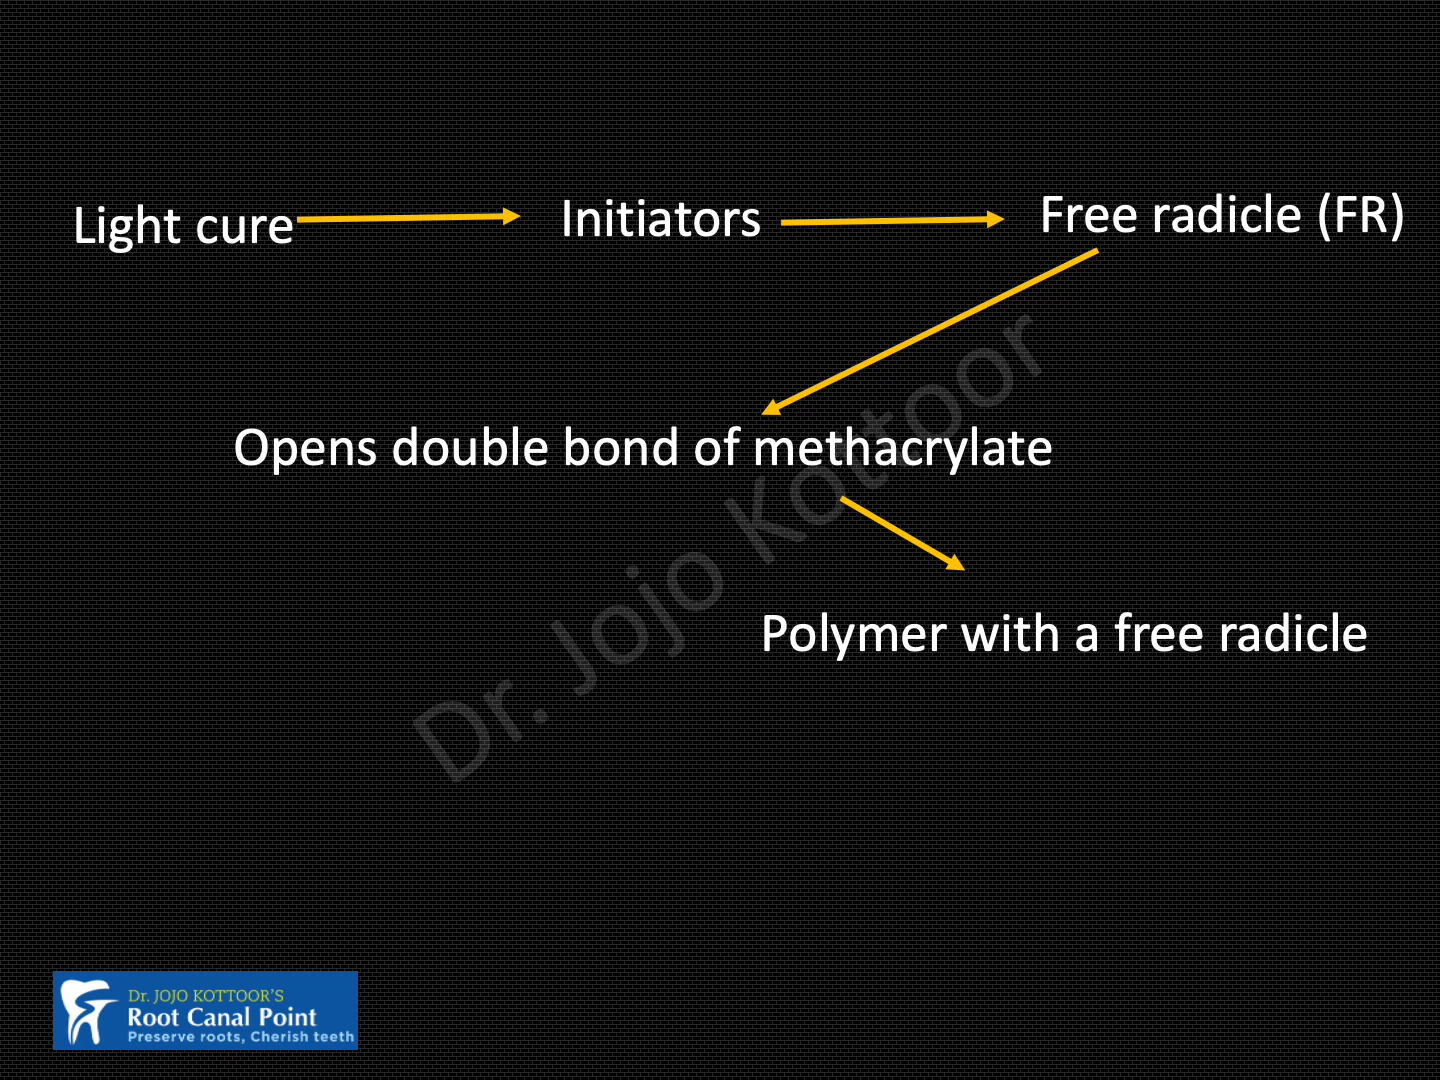 Light cure
Initiators
Free radicle (FR)
Opens double bond of methacrylate
Polymer with a free radicle
Dr. Jojo Kottoor
Dr. JOJO KOTTOOR'S
Root Canal Point
Preserve roots, Cherish teeth